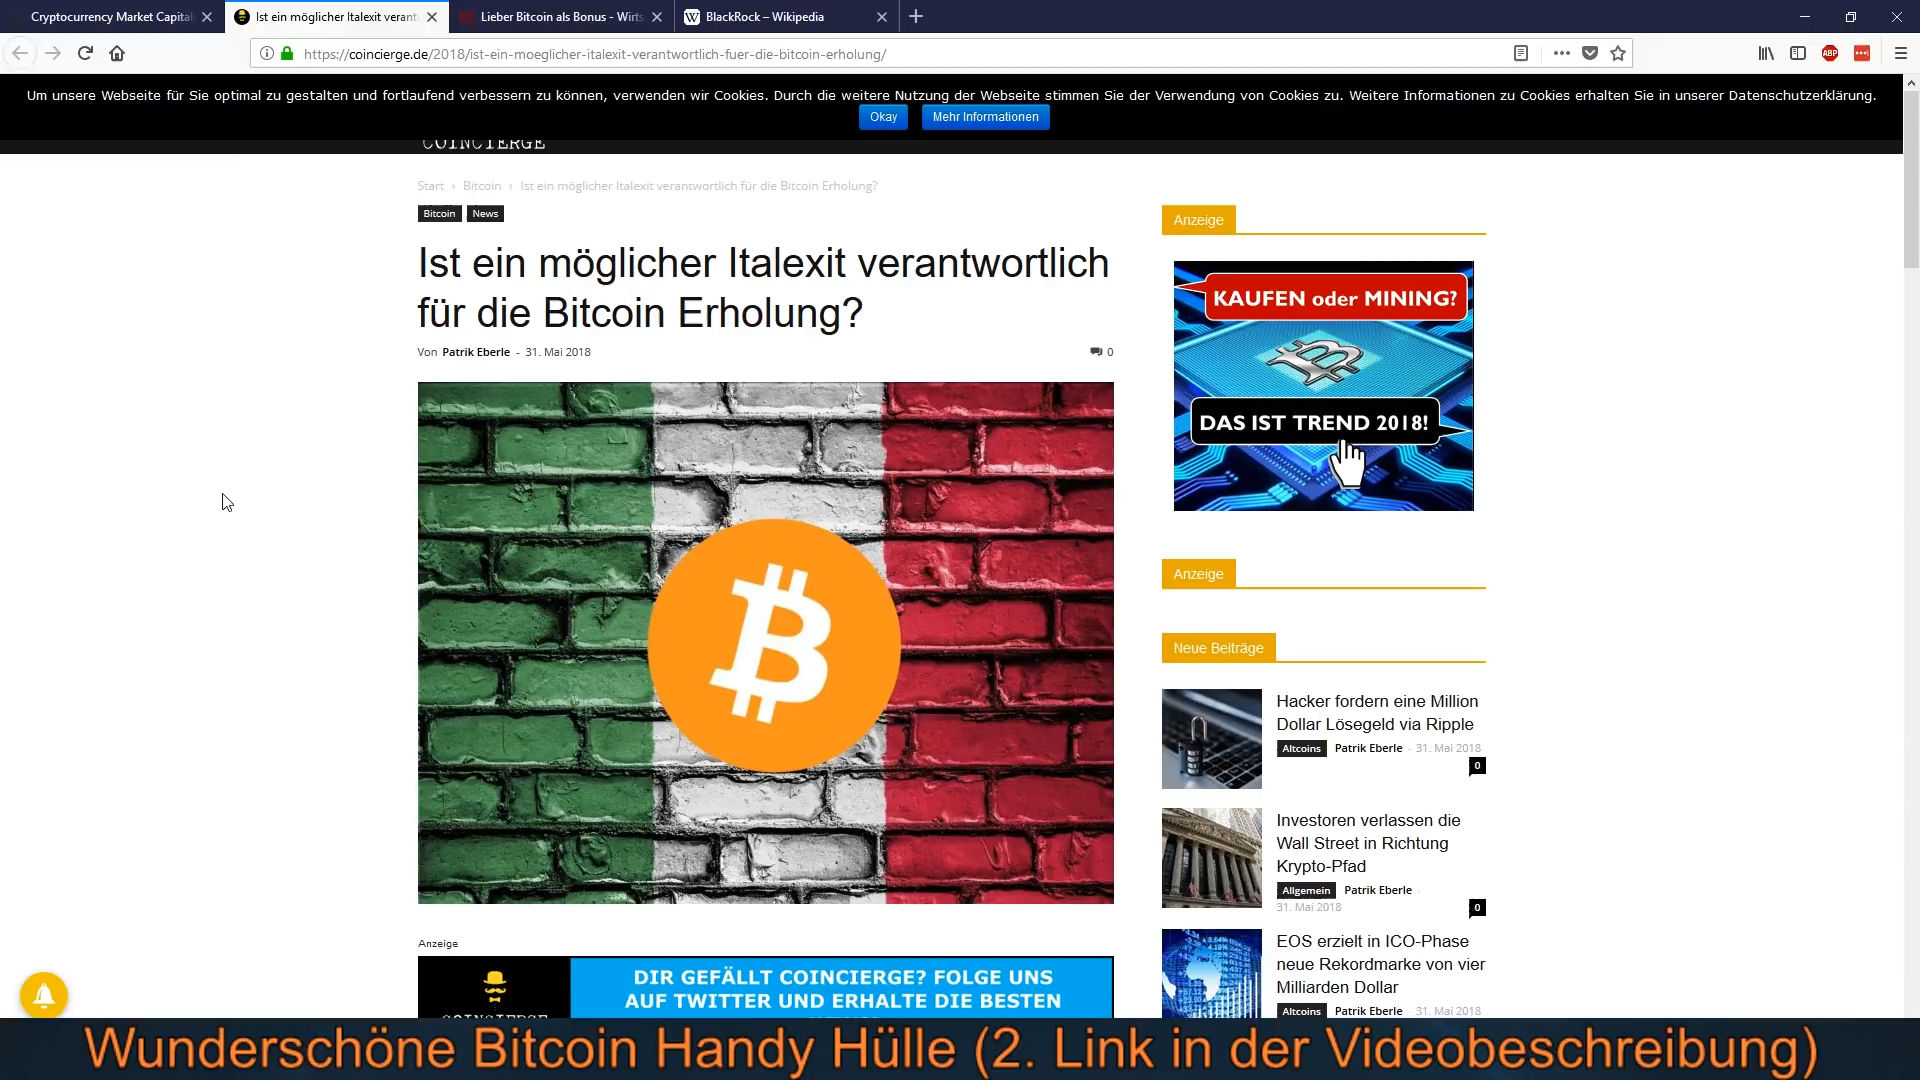 Cryptocurrency Market Capital
Ist ein möglicher Italexit verant
Lieber Bitcoin als Bonus - Wirts
BlackRock – Wikipedia
https://coincierge.de/2018/ist-ein-moeglicher-italexit-verantwortlich-fuer-die-bitcoin-erholung/
ABP
Um unsere Webseite für Sie optimal zu gestalten und fortlaufend verbessern zu können, verwenden wir Cookies. Durch die weitere Nutzung der Webseite stimmen Sie der Verwendung von Cookies zu. Weitere Informationen zu Cookies erhalten Sie in unserer Datenschutzerklärung.
Okay
Mehr Informationen
COINCIERGE
Start › Bitcoin › Ist ein möglicher Italexit verantwortlich für die Bitcoin Erholung?
Bitcoin
News
Ist ein möglicher Italexit verantwortlich
für die Bitcoin Erholung?
Von Patrik Eberle - 31. Mai 2018
0
Anzeige
DIR GEFÄLLT COINCIERGE? FOLGE UNS
AUF TWITTER UND ERHALTE DIE BESTEN
COINCIERGE
Anzeige
KAUFEN oder MINING?
DAS IST TREND 2018!
Anzeige
Neue Beiträge
Hacker fordern eine Million
Dollar Lösegeld via Ripple
Altcoins Patrik Eberle - 31. Mai 2018
0
Investoren verlassen die
Wall Street in Richtung
Krypto-Pfad
Allgemein Patrik Eberle -
31. Mai 2018
0
EOS erzielt in ICO-Phase
neue Rekordmarke von vier
Milliarden Dollar
Altcoins Patrik Eberle - 31. Mai 2018
Wunderschöne Bitcoin Handy Hülle (2. Link in der Videobeschreibung)